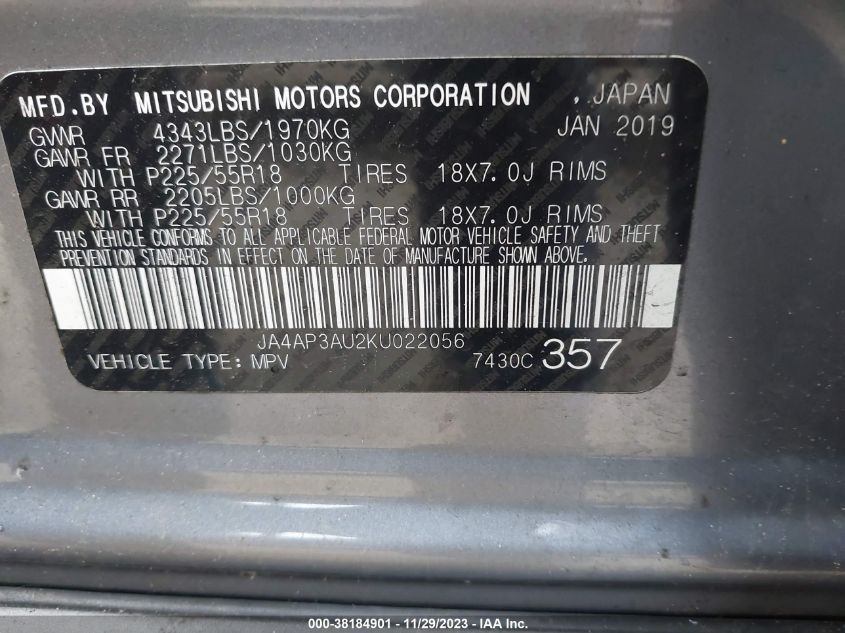 MFD.BY MITSUBISHI MOTORS CORPORATION , JAPAN
GVWR 4343LBS/1970KG JAN 2019
GAWR FR 2271LBS/1030KG
WITH P225/55R18 TIRES 18X7.0J RIMS
GAWR RR 2205LBS/1000KG
WITH P225/55R18 TIRES 18X7.0J RIMS
THIS VEHICLE CONFORMS TO ALL APPLICABLE FEDERAL MOTOR VEHICLE SAFETY AND THEFT
PREVENTION STANDARDS IN EFFECT ON THE DATE OF MANUFACTURE SHOWN ABOVE.
JA4AP3AU2KU022056
VEHICLE TYPE: MPV 7430C 357
000-38184901 - 11/29/2023 - IAA Inc.